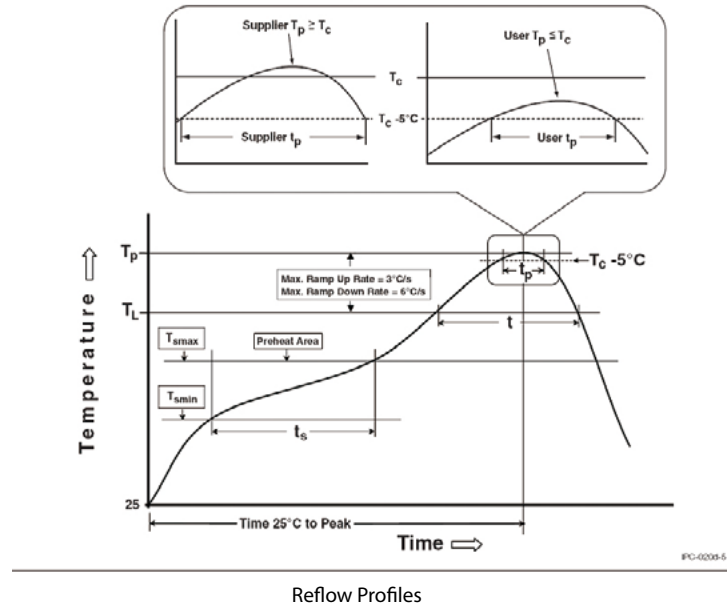 Supplier Tp ≥ Tc
User Tp ≤ Tc
Tc
Tc -5°C
Supplier tp
User tp
Tp
Tc -5°C
tp
Max. Ramp Up Rate = 3°C/s
Max. Ramp Down Rate = 6°C/s
TL
t
Tsmax
Preheat Area
Tsmin
ts
Temperature
25
Time 25°C to Peak
Time
IPC-020d-5
Reflow Profiles